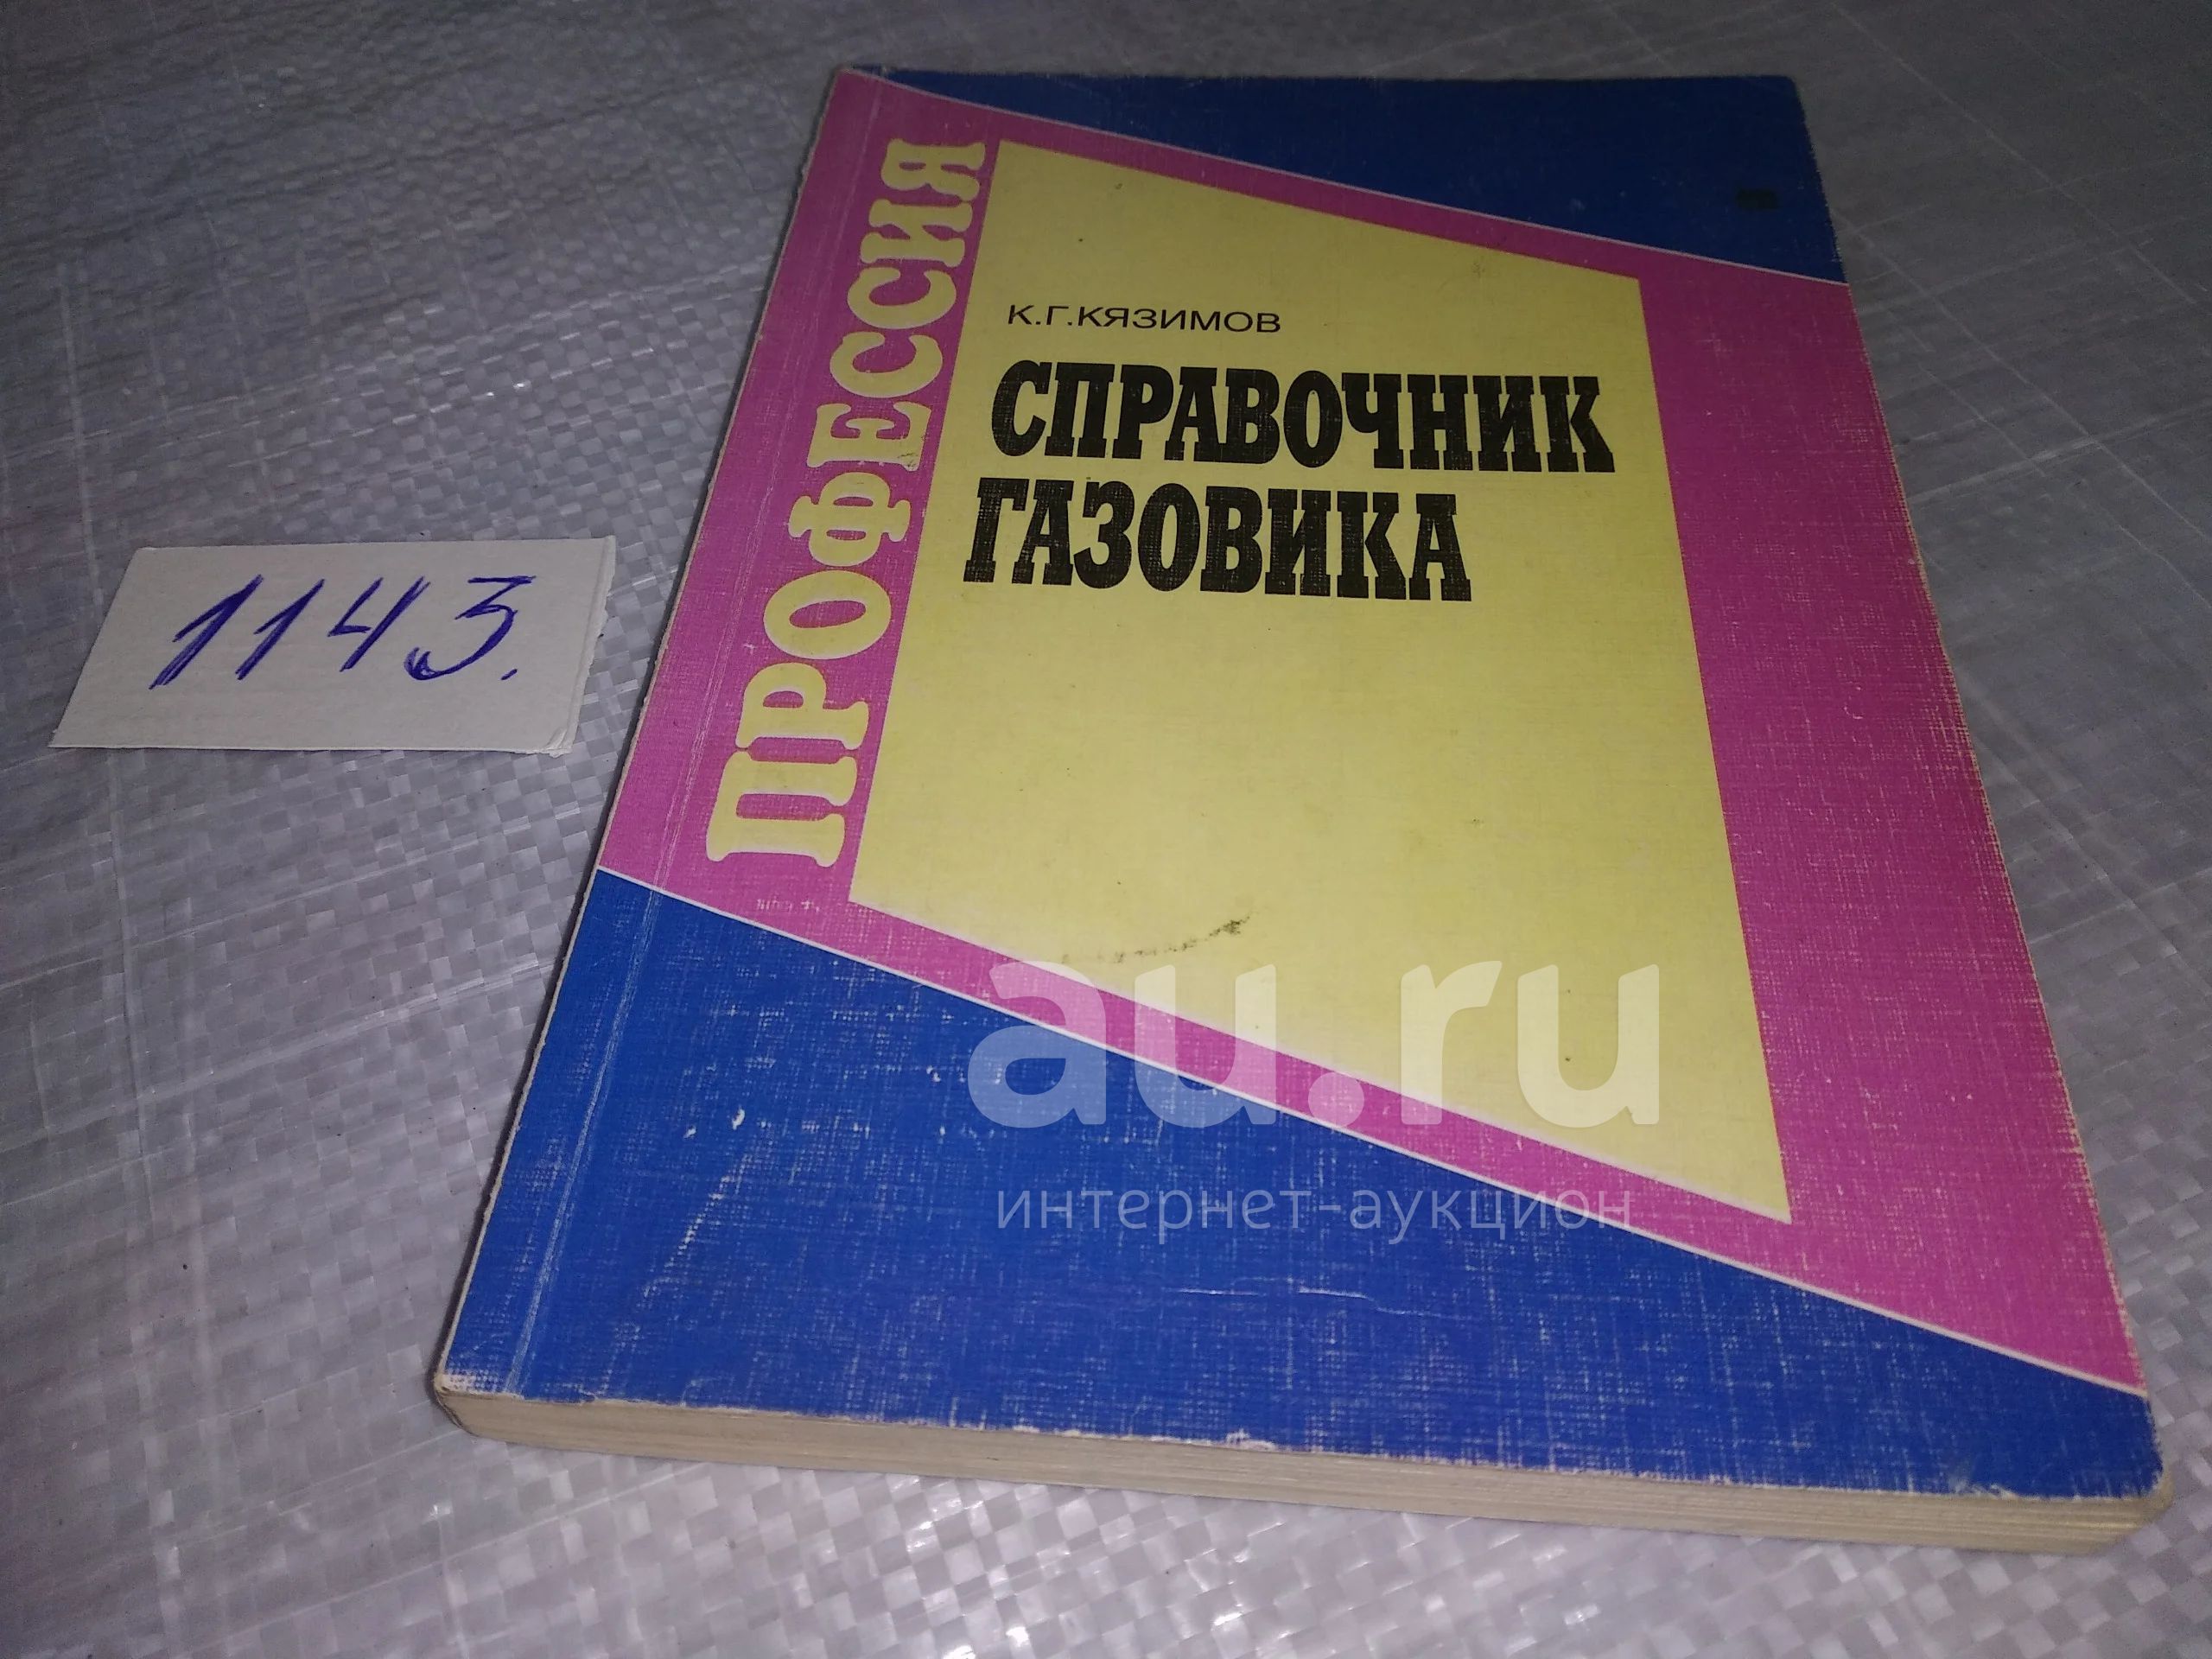 ПРОФЕССИЯ
К.Г.КЯЗИМОВ
СПРАВОЧНИК
ГАЗОВИКА
1143.
au.ru
интернет-аукцион